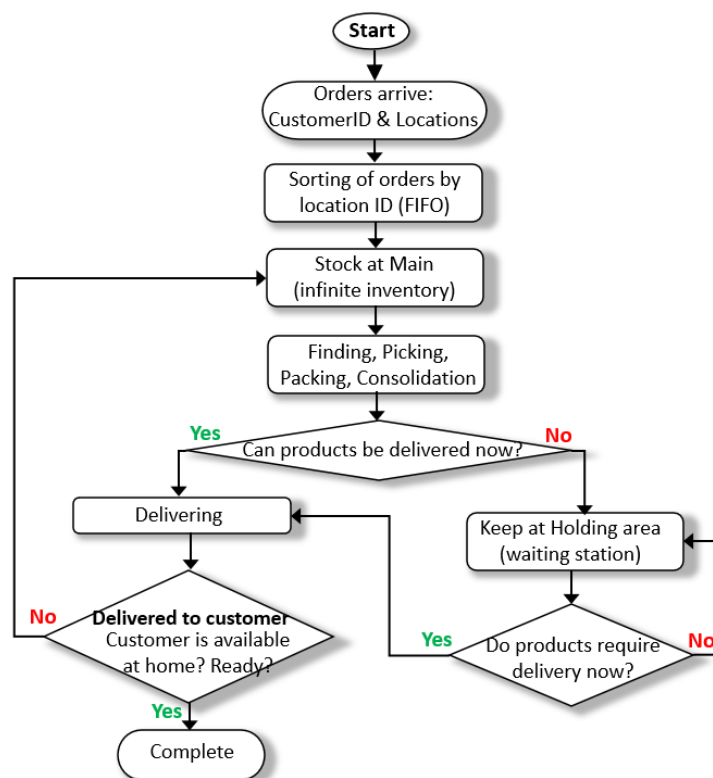 Start
Orders arrive:
CustomerID & Locations
Sorting of orders by
location ID (FIFO)
Stock at Main
(infinite inventory)
Finding, Picking,
Packing, Consolidation
Yes
Can products be delivered now?
No
Delivering
Keep at Holding area
(waiting station)
No
Delivered to customer
Customer is available
at home? Ready?
Yes
Do products require
delivery now?
No
Yes
Complete